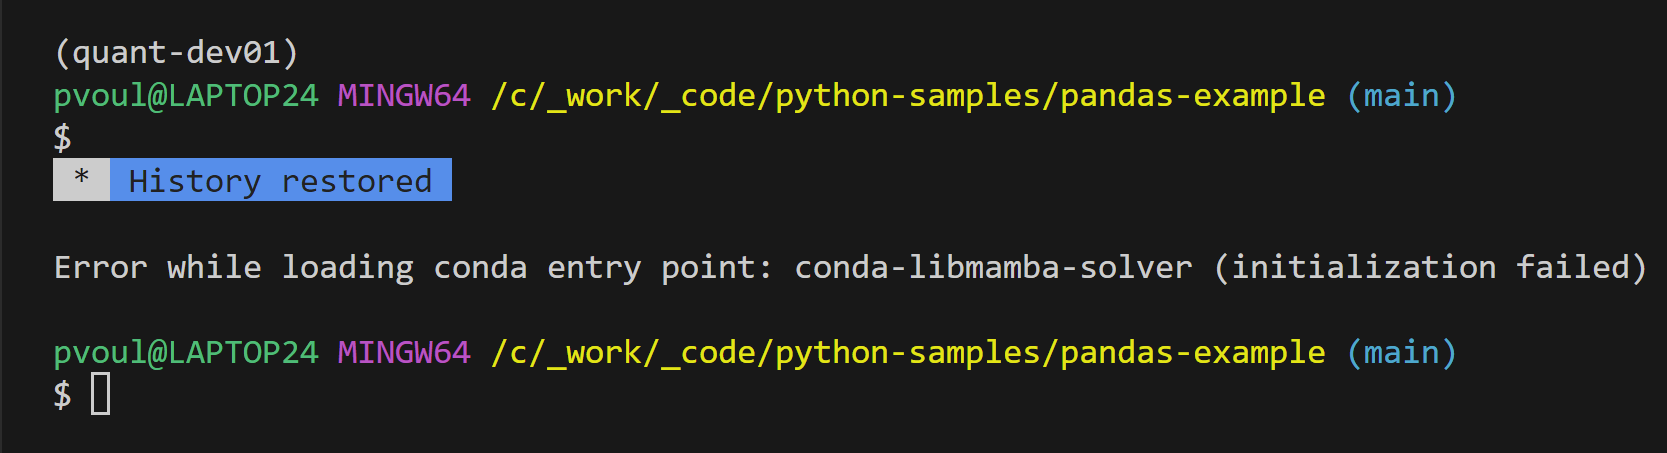 (quant-dev01)
pvoul@LAPTOP24 MINGW64 /c/_work/_code/python-samples/pandas-example (main)
$
* History restored
Error while loading conda entry point: conda-libmamba-solver (initialization failed)
pvoul@LAPTOP24 MINGW64 /c/_work/_code/python-samples/pandas-example (main)
$